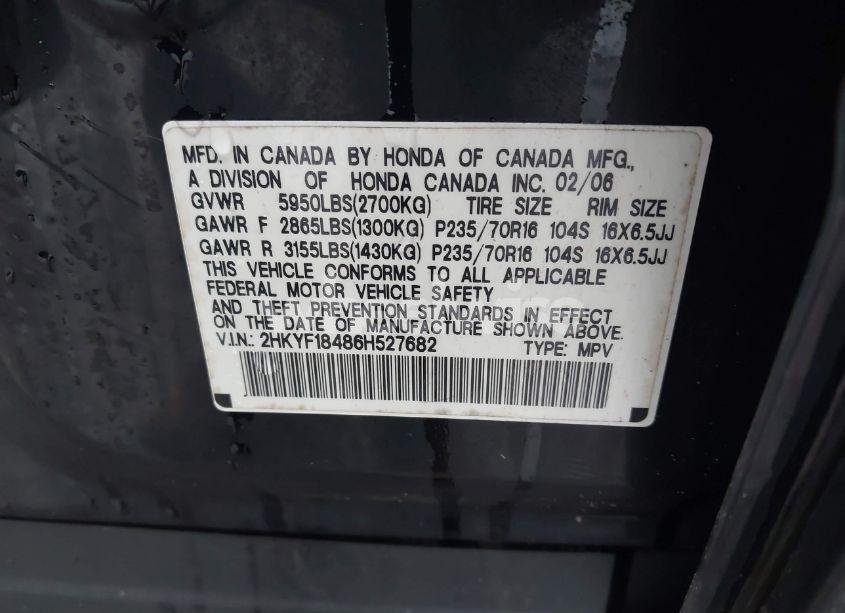 MFD. IN CANADA BY HONDA OF CANADA MFG.,
A DIVISION OF HONDA CANADA INC. 02/06
GVWR 5950LBS(2700KG) TIRE SIZE RIM SIZE
GAWR F 2865LBS(1300KG) P235/70R16 104S 16X6.5JJ
GAWR R 3155LBS(1430KG) P235/70R16 104S 16X6.5JJ
THIS VEHICLE CONFORMS TO ALL APPLICABLE
FEDERAL MOTOR VEHICLE SAFETY
AND THEFT PREVENTION STANDARDS IN EFFECT
ON THE DATE OF MANUFACTURE SHOWN ABOVE.
V.I.N.: 2HKYF18486H527682 TYPE: MPV